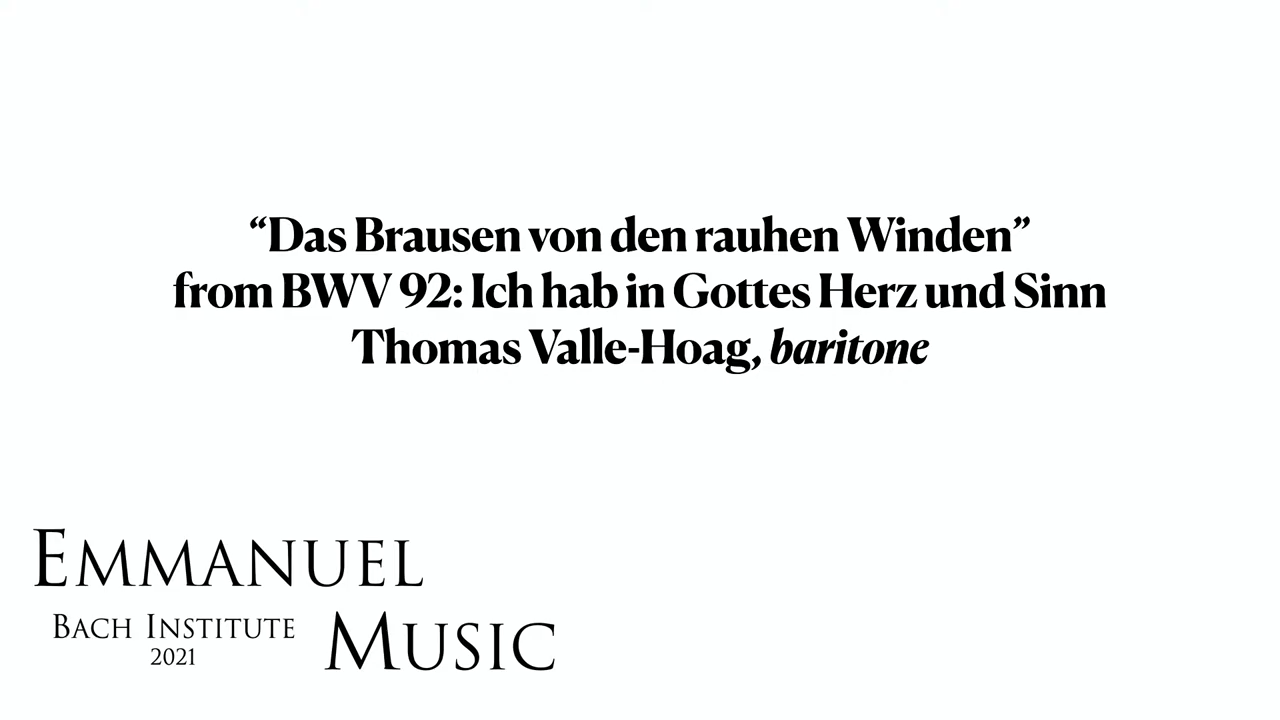 “Das Brausen von den rauhen Winden”
from BWV 92: Ich hab in Gottes Herz und Sinn
Thomas Valle-Hoag, baritone
EMMANUEL
BACH INSTITUTE
2021
MUSIC